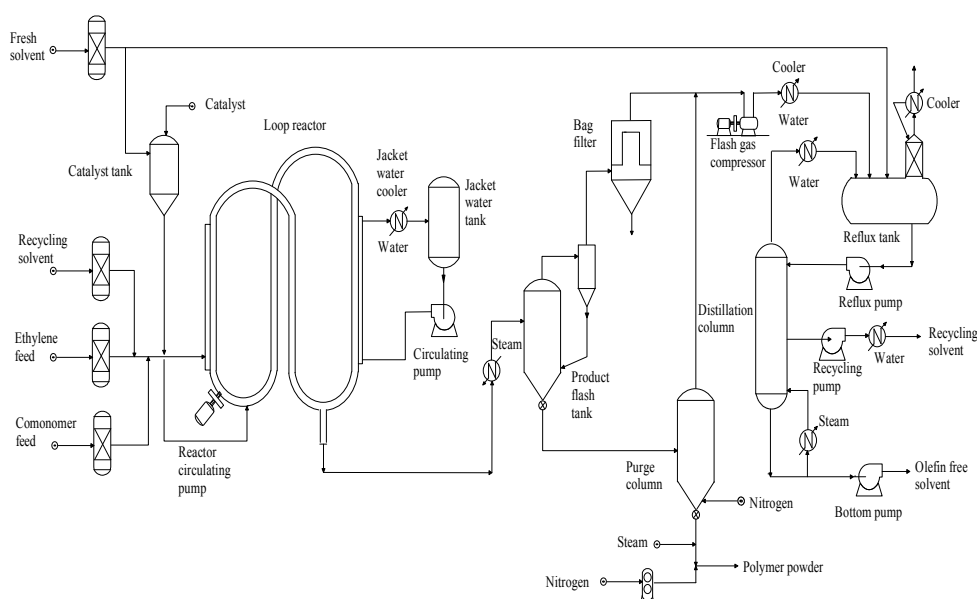 Fresh
solvent
Catalyst
Catalyst tank
Loop reactor
Jacket
water
cooler
Water
Jacket
water
tank
Circulating
pump
Recycling
solvent
Ethylene
feed
Comonomer
feed
Reactor
circulating
pump
Steam
Product
flash
tank
Bag
filter
Flash gas
compressor
Cooler
Water
Water
Cooler
Reflux tank
Reflux pump
Distillation
column
Recycling
pump
Water
Recycling
solvent
Steam
Olefin free
solvent
Bottom pump
Purge
column
Nitrogen
Steam
Polymer powder
Nitrogen